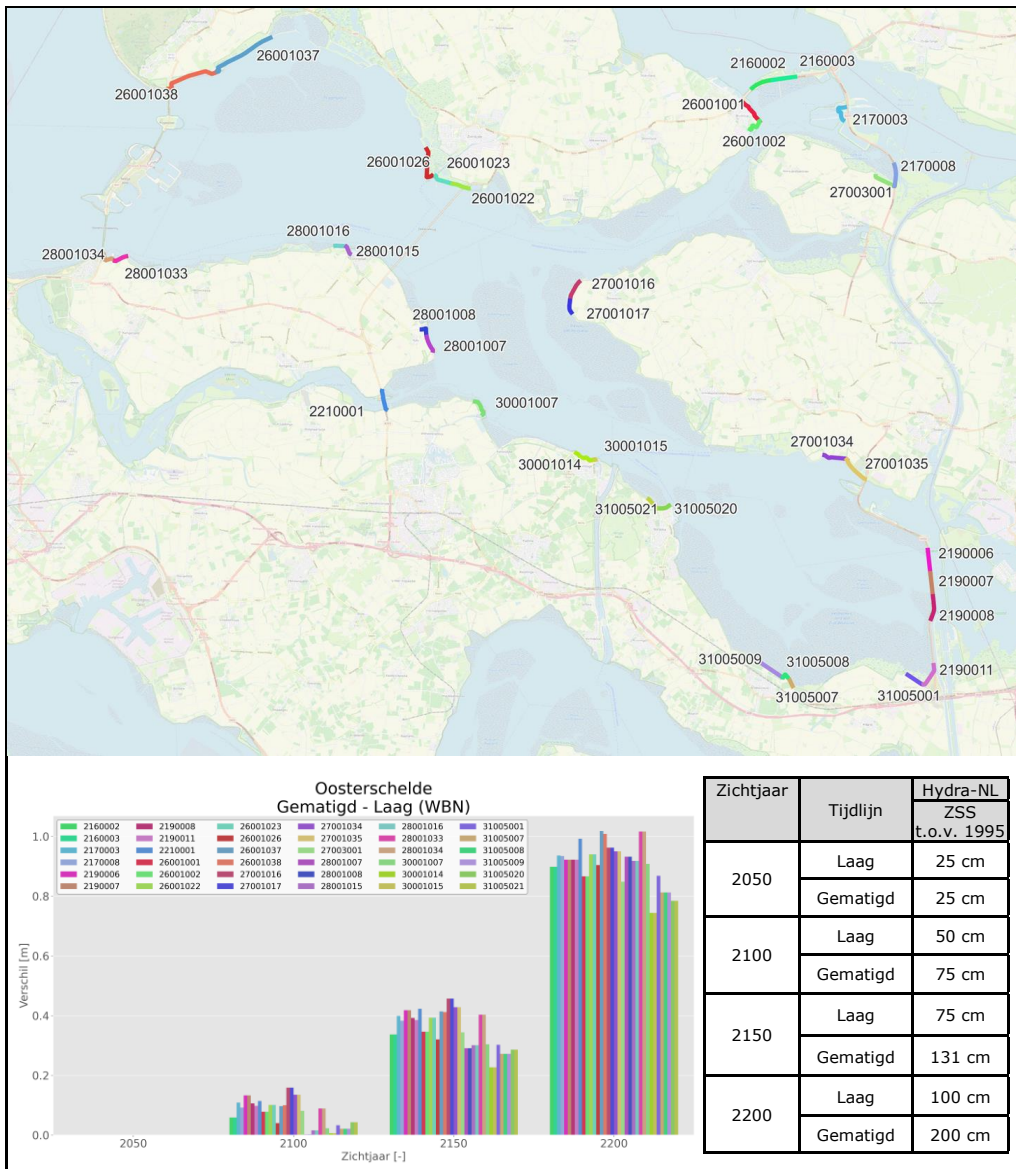 26001037
26001038
2160002 2160003
26001001
2170003
26001002
26001026 26001023
2170008
26001022
27003001
28001016
28001015
28001034
28001033
27001016
27001017
28001008
28001007
2210001
30001007
30001015
30001014
27001034
27001035
31005021 31005020
2190006
2190007
2190008
31005009 31005008
31005007
2190011
31005001
Oosterschelde
Gematigd - Laag (WBN)
2160002 2190008 26001023 27001034 28001016 31005001
2160003 2190011 26001026 27001035 28001033 31005007
2170003 2210001 26001037 27003001 28001034 31005008
2170008 26001001 26001038 28001007 30001007 31005009
2190006 26001002 27001016 28001008 30001014 31005020
2190007 26001022 27001017 28001015 30001015 31005021
1.0
0.8
0.6
0.4
0.2
0.0
Verschil [m]
2050 2100 2150 2200
Zichtjaar [-]
Zichtjaar Tijdlijn Hydra-NL
ZSS
t.o.v. 1995
2050 Laag 25 cm
Gematigd 25 cm
2100 Laag 50 cm
Gematigd 75 cm
2150 Laag 75 cm
Gematigd 131 cm
2200 Laag 100 cm
Gematigd 200 cm